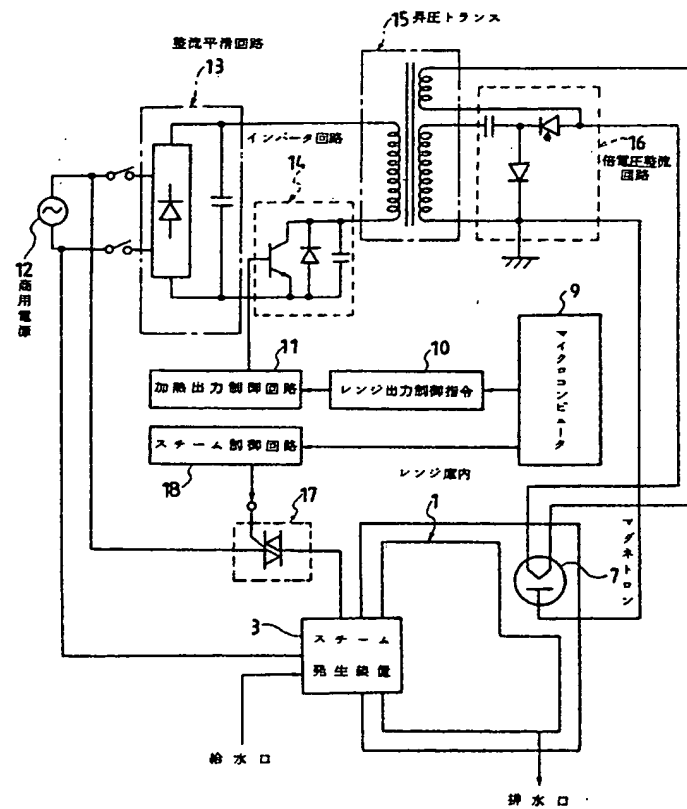 15 昇圧トランス
整流平滑回路
13
インバータ回路
14
16
倍電圧整流
回路
12
商用電源
9
マイクロコンピュータ
11
10
加熱出力制御回路
レンジ出力制御指令
スチーム制御回路
18
レンジ庫内
17
1
マグネトロン
7
3
スチーム
発生装置
給水口
排水口